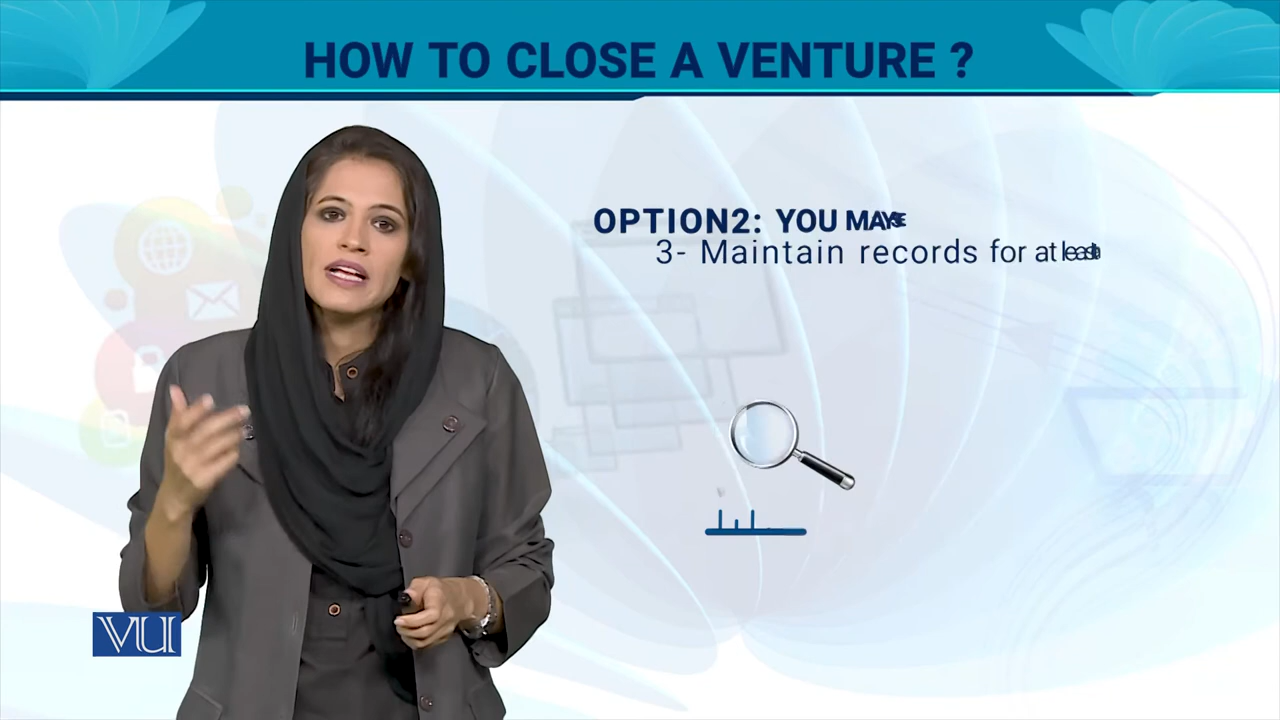 HOW TO CLOSE A VENTURE ?
OPTION2: YOU MAY
3- Maintain records for at
VU